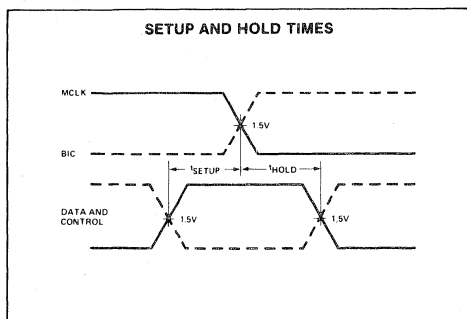 SETUP AND HOLD TIMES
MCLK
1.5V
BIC
tSETUP
tHOLD
DATA AND
CONTROL
1.5V
1.5V